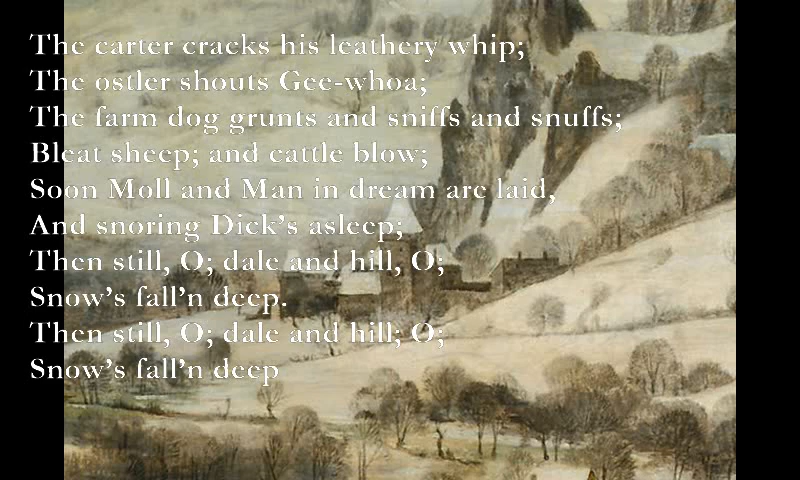 The carter cracks his leathery whip;
The ostler shouts Gee-whoa;
The farm dog grunts and sniffs and snuffs;
Bleat sheep; and cattle blow;
Soon Moll and Man in dream are laid,
And snoring Dick's asleep;
Then still, O; dale and hill, O;
Snow's fall'n deep.
Then still, O; dale and hill; O;
Snow's fall'n deep